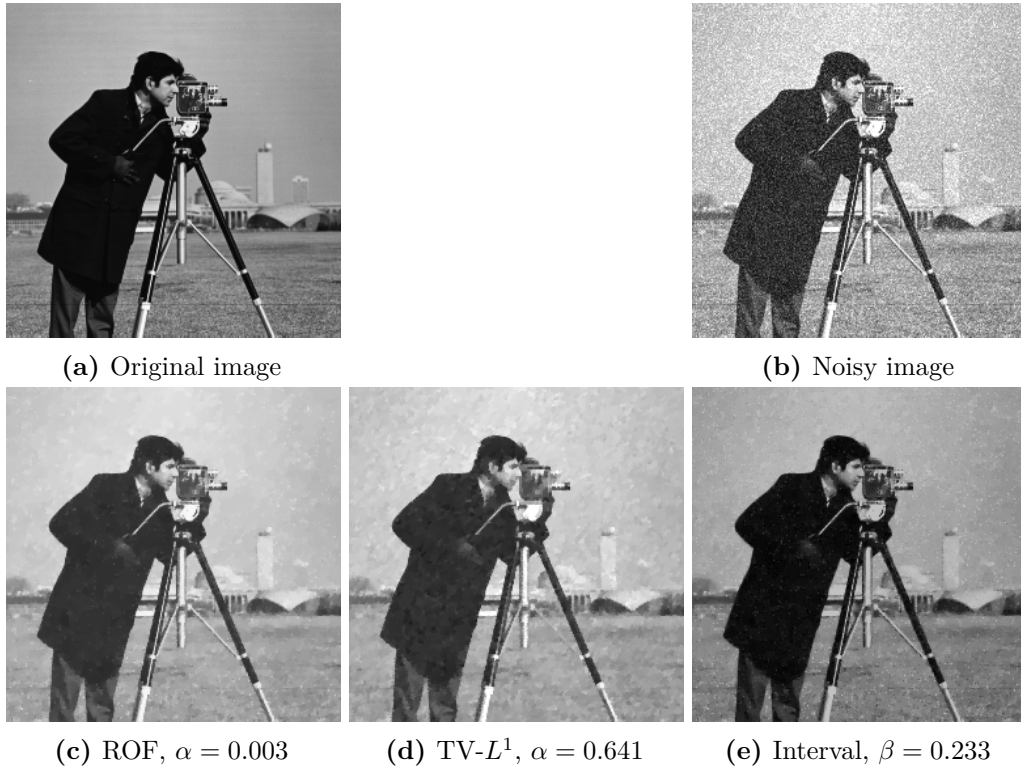 (a) Original image
(b) Noisy image
(c) ROF, α = 0.003
(d) TV-L¹, α = 0.641
(e) Interval, β = 0.233